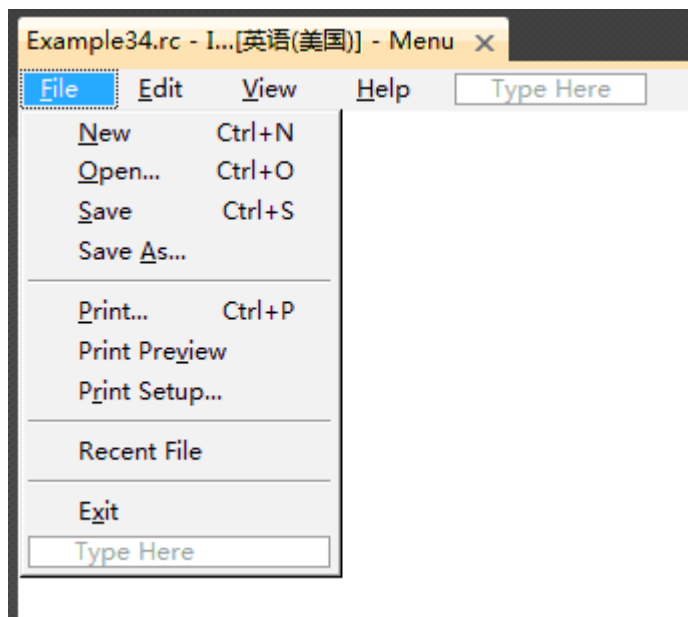 Example34.rc - I...[英语(美国)] - Menu ×
File Edit View Help Type Here
New Ctrl+N
Open... Ctrl+O
Save Ctrl+S
Save As...
Print... Ctrl+P
Print Preview
Print Setup...
Recent File
Exit
Type Here